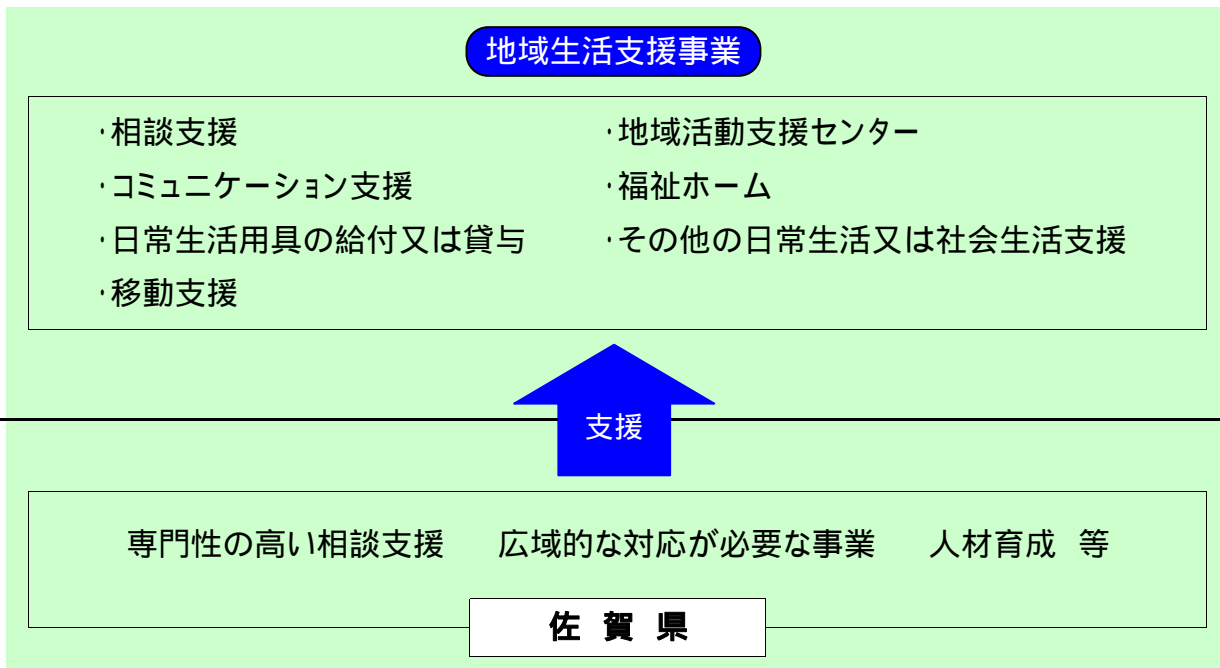 地域生活支援事業
・相談支援
・コミュニケーション支援
・日常生活用具の給付又は貸与
・移動支援
・地域活動支援センター
・福祉ホーム
・その他の日常生活又は社会生活支援
支援
専門性の高い相談支援 広域的な対応が必要な事業 人材育成 等
佐賀県